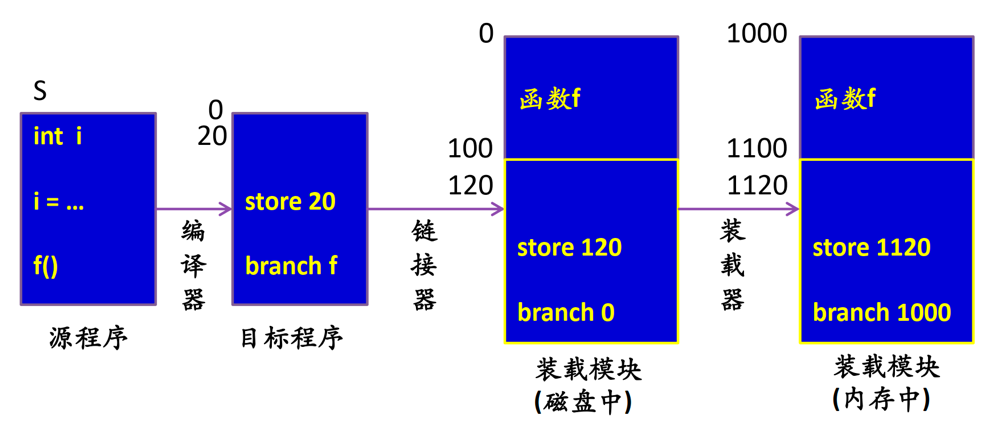 S
int i
i = ...
f()
源程序
编译器
0
20
store 20
branch f
目标程序
链接器
0
函数f
100
120
store 120
branch 0
装载模块
(磁盘中)
装载器
1000
函数f
1100
1120
store 1120
branch 1000
装载模块
(内存中)